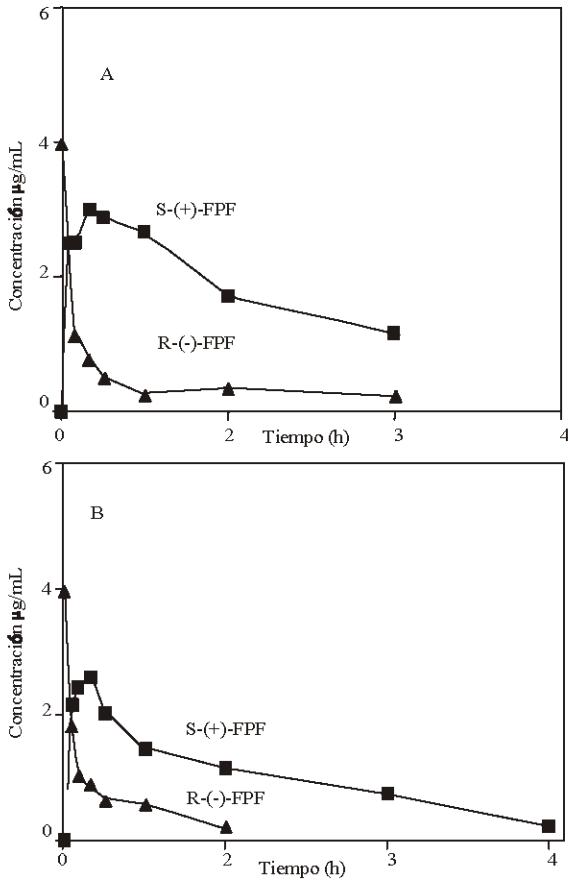 6
A
4
Concentración µg/mL
S-(+)-FPF
2
R-(-)-FPF
0
0 2 3 4
Tiempo (h)
6
B
4
Concentración µg/mL
2
S-(+)-FPF
R-(-)-FPF
0
0 2 3 4
Tiempo (h)